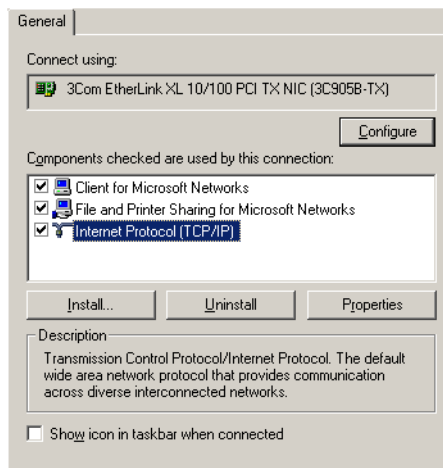 General
Connect using:
3Com EtherLink XL 10/100 PCI TX NIC (3C905B-TX)
Configure
Components checked are used by this connection:
Client for Microsoft Networks
File and Printer Sharing for Microsoft Networks
Internet Protocol (TCP/IP)
Install... Uninstall Properties
Description
Transmission Control Protocol/Internet Protocol. The default
wide area network protocol that provides communication
across diverse interconnected networks.
Show icon in taskbar when connected